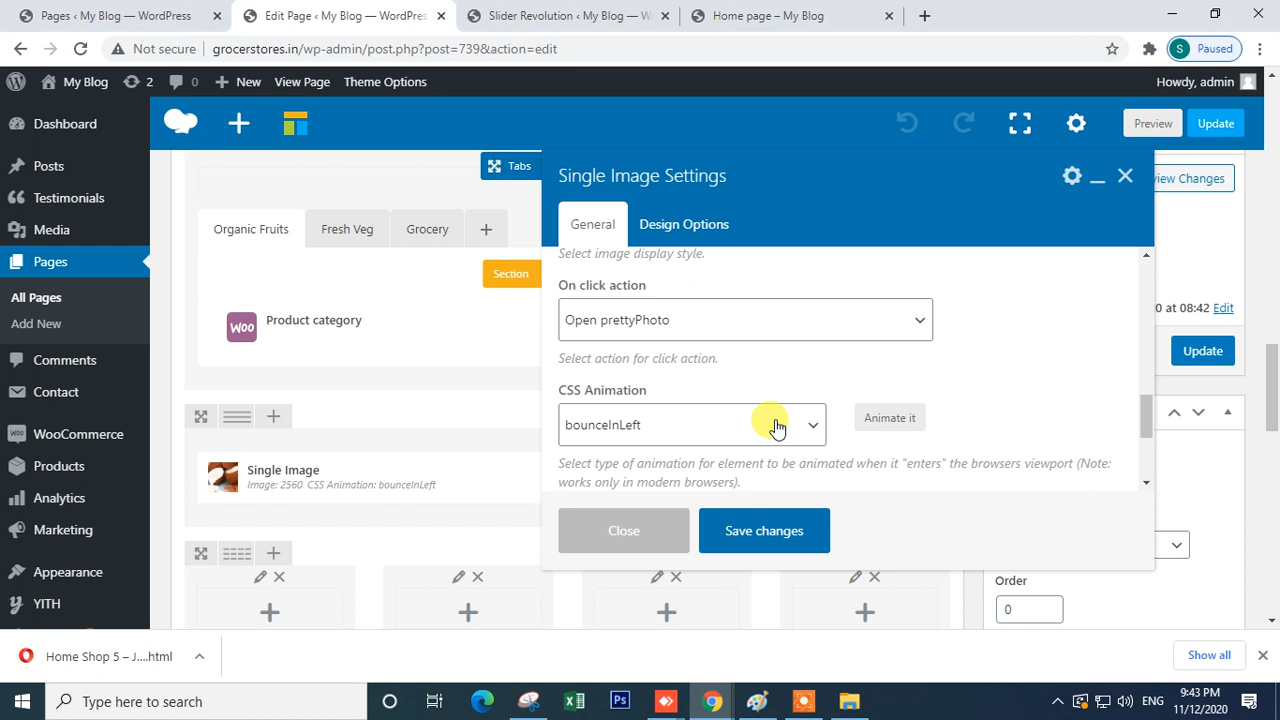 Pages ‹ My Blog — WordPress
Edit Page ‹ My Blog — WordPres
Slider Revolution ‹ My Blog — W
Home page – My Blog
Not secure
grocerstores.in/wp-admin/post.php?post=739&action=edit
S
Paused
My Blog
2
0
New
View Page
Theme Options
Howdy, admin
Dashboard
Posts
Testimonials
Media
Pages
All Pages
Add New
Comments
Contact
WooCommerce
Products
Analytics
Marketing
Appearance
YITH
Preview
Update
Tabs
Organic Fruits
Fresh Veg
Grocery
Section
Woo
Product category
Single Image
Image: 2560 CSS Animation: bounceInLeft
Single Image Settings
General
Design Options
Select image display style.
On click action
Open prettyPhoto
Select action for click action.
CSS Animation
bounceInLeft
Animate it
Select type of animation for element to be animated when it "enters" the browsers viewport (Note:
works only in modern browsers).
Close
Save changes
view Changes
0 at 08:42 Edit
Update
Order
0
Home Shop 5 – J....html
Show all
Type here to search
Ps
ENG
9:43 PM
11/12/2020